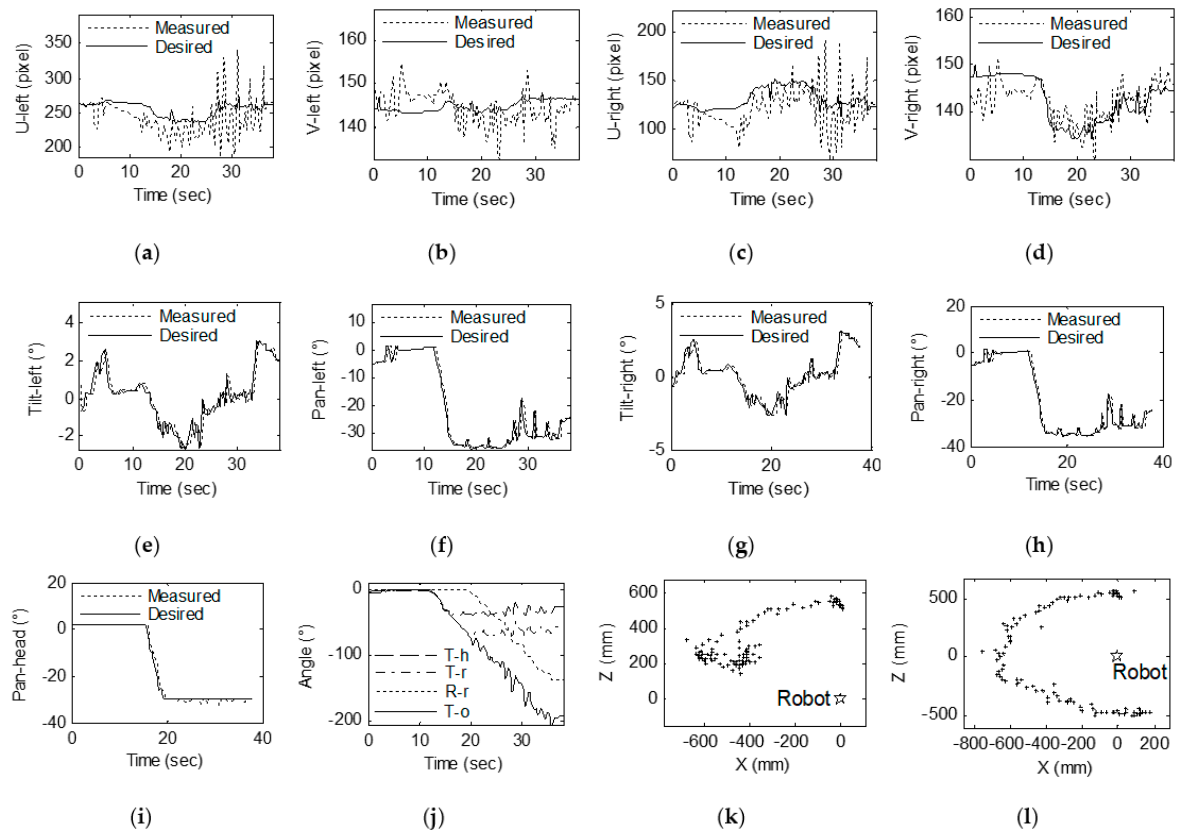 350
300
250
200
U-left (pixel)
Measured
Desired
0 10 20 30
Time (sec)
(a)
160
150
140
V-left (pixel)
Measured
Desired
0 10 20 30
Time (sec)
(b)
200
150
100
U-right (pixel)
Measured
Desired
0 10 20 30
Time (sec)
(c)
160
150
140
V-right (pixel)
Measured
Desired
0 10 20 30
Time (sec)
(d)
4
2
0
-2
Tilt-left (°)
Measured
Desired
0 10 20 30
Time (sec)
(e)
10
0
-10
-20
-30
Pan-left (°)
Measured
Desired
0 10 20 30
Time (sec)
(f)
5
0
-5
Tilt-right (°)
Measured
Desired
0 20 40
Time (sec)
(g)
20
0
-20
-40
Pan-right (°)
Measured
Desired
0 20 40
Time (sec)
(h)
20
0
-20
-40
Pan-head (°)
Measured
Desired
0 20 40
Time (sec)
(i)
0
-100
-200
Angle (°)
T-h
T-r
R-r
T-o
0 10 20 30
Time (sec)
(j)
600
400
200
0
Z (mm)
Robot
-600 -400 -200 0
X (mm)
(k)
500
0
-500
Z (mm)
Robot
-800 -600 -400 -200 0 200
X (mm)
(l)